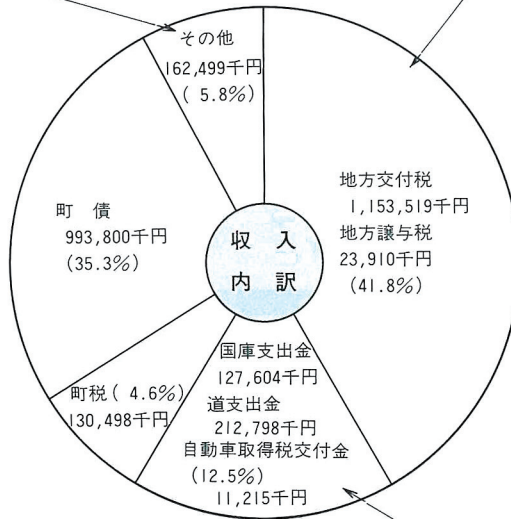 その他
162,499千円
( 5.8%)
地方交付税
1,153,519千円
地方譲与税
23,910千円
(41.8%)
町 債
993,800千円
(35.3%)
収 入
内 訳
国庫支出金
127,604千円
道支出金
212,798千円
自動車取得税交付金
(12.5%)
11,215千円
町税( 4.6%)
130,498千円